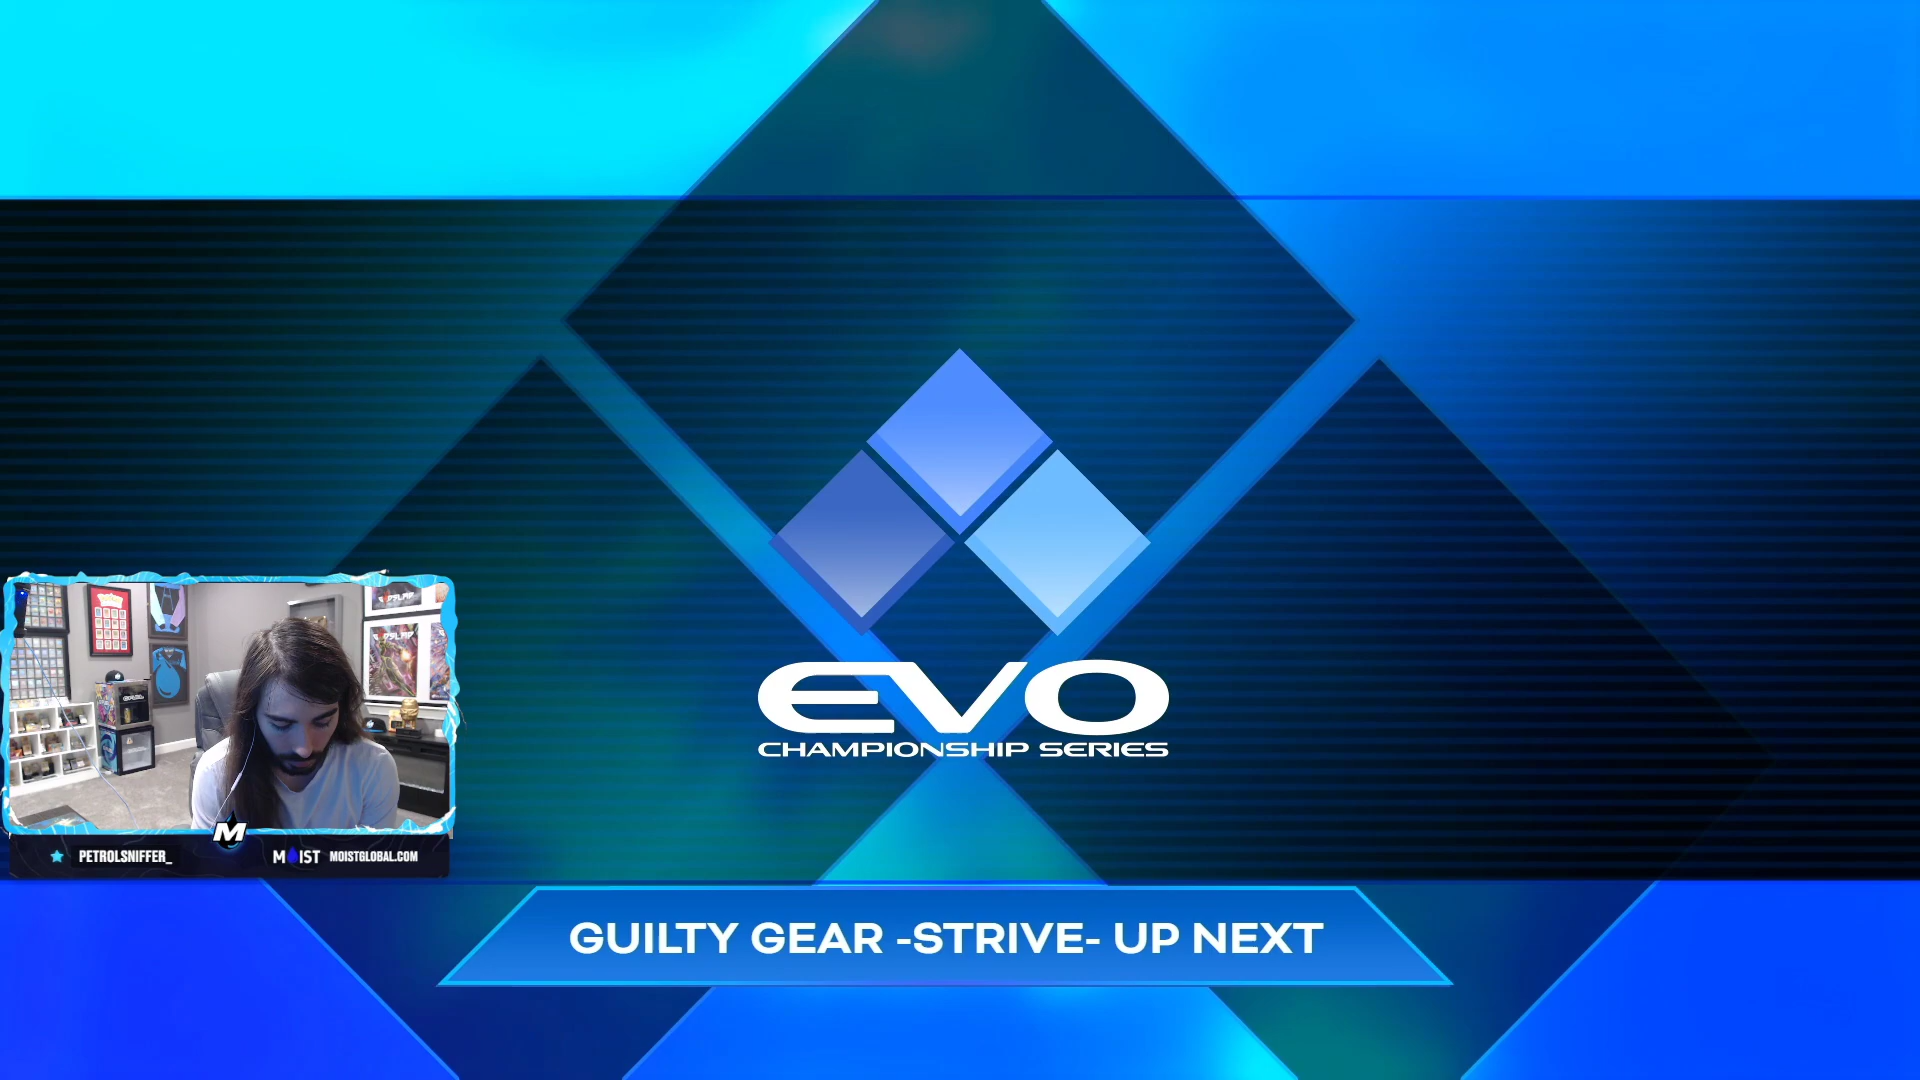 EVO
CHAMPIONSHIP SERIES
PETROLSNIFFER_
M
MOIST
MOISTGLOBAL.COM
GUILTY GEAR -STRIVE- UP NEXT